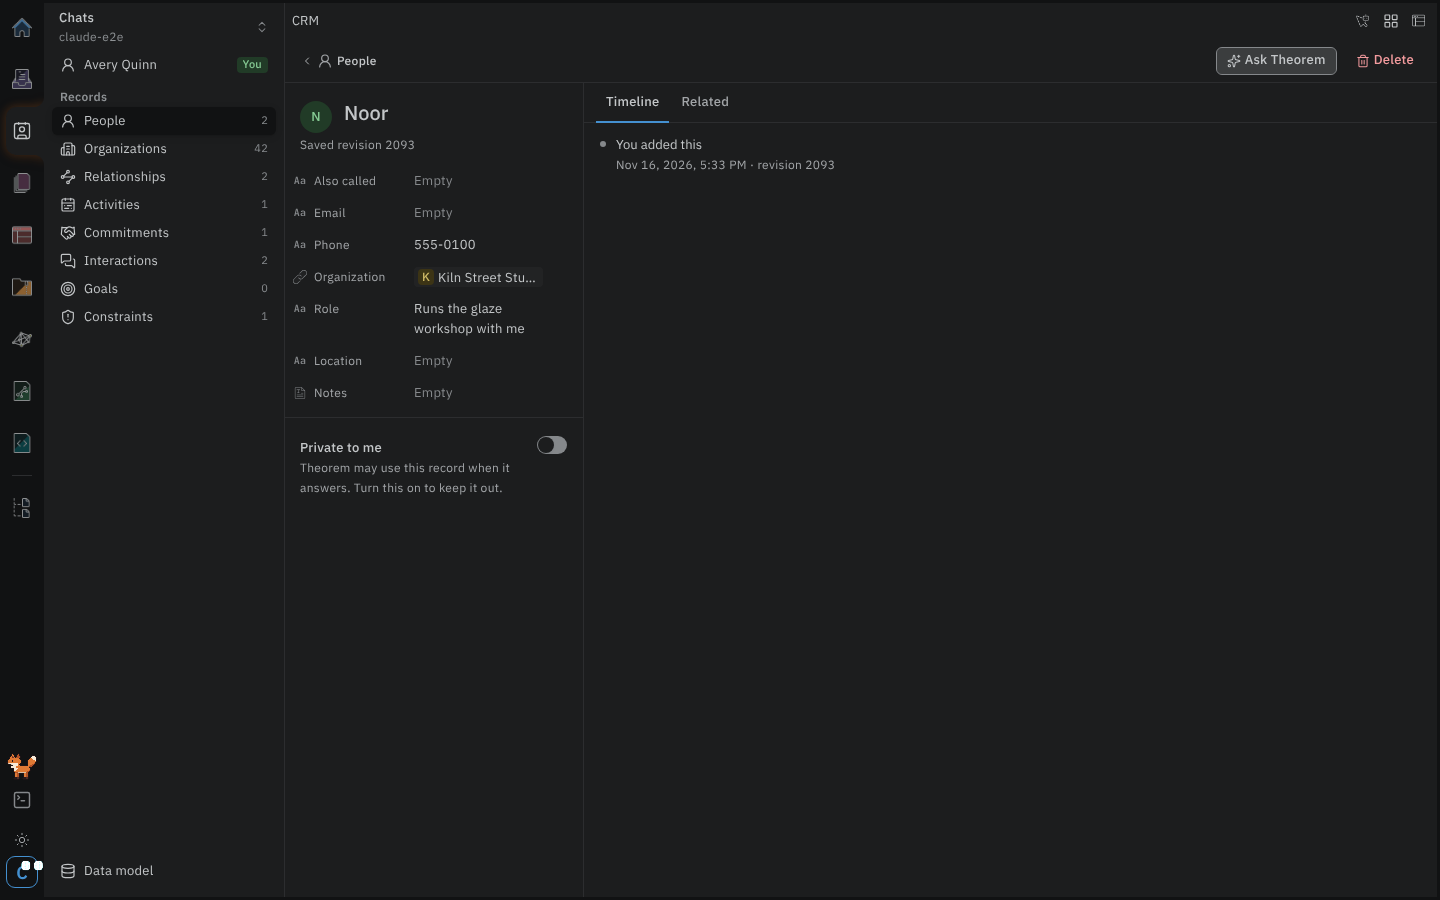 Chats
claude-e2e
Avery Quinn
You
Records
People 2
Organizations 42
Relationships 2
Activities 1
Commitments 1
Interactions 2
Goals 0
Constraints 1
Data model
C
CRM
People
Ask Theorem
Delete
N
Noor
Saved revision 2093
Aa Also called Empty
Aa Email Empty
Aa Phone 555-0100
Organization K Kiln Street Stu...
Aa Role Runs the glaze
workshop with me
Aa Location Empty
Notes Empty
Private to me
Theorem may use this record when it
answers. Turn this on to keep it out.
Timeline Related
You added this
Nov 16, 2026, 5:33 PM · revision 2093